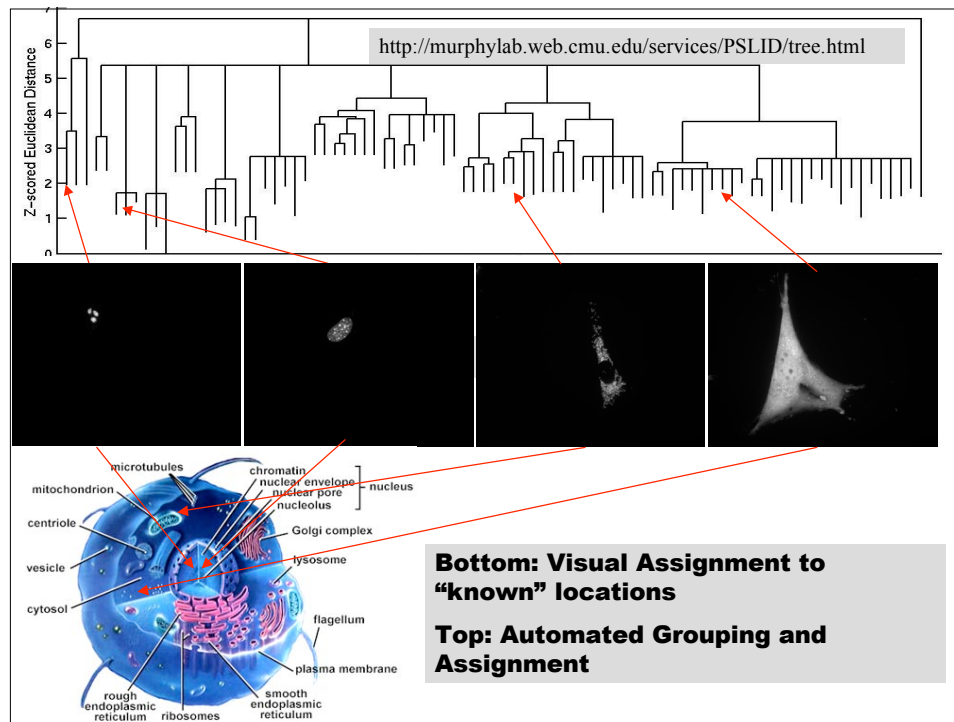 http://murphylab.web.cmu.edu/services/PSLID/tree.html
Z-scored Euclidean Distance
7
6
5
4
3
2
1
0
microtubules
mitochondrion
centriole
vesicle
cytosol
chromatin
nuclear envelope
nuclear pore
nucleolus
nucleus
Golgi complex
lysosome
flagellum
plasma membrane
smooth
endoplasmic
reticulum
ribosomes
rough
endoplasmic
reticulum
Bottom: Visual Assignment to
“known” locations
Top: Automated Grouping and
Assignment